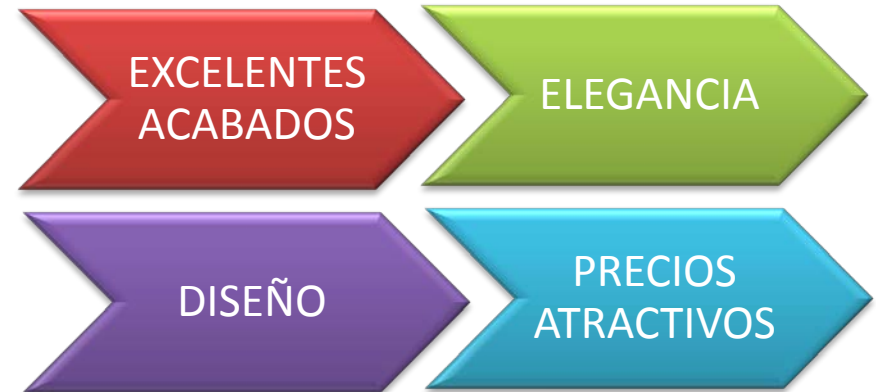 EXCELENTES
ACABADOS
ELEGANCIA
DISEÑO
PRECIOS
ATRACTIVOS